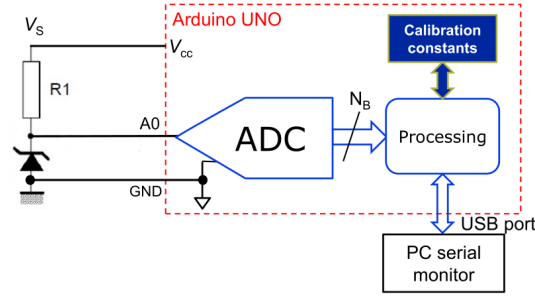 Arduino UNO
VS
Vcc
Calibration
constants
R1
A0
NB
ADC
Processing
GND
USB port
PC serial
monitor